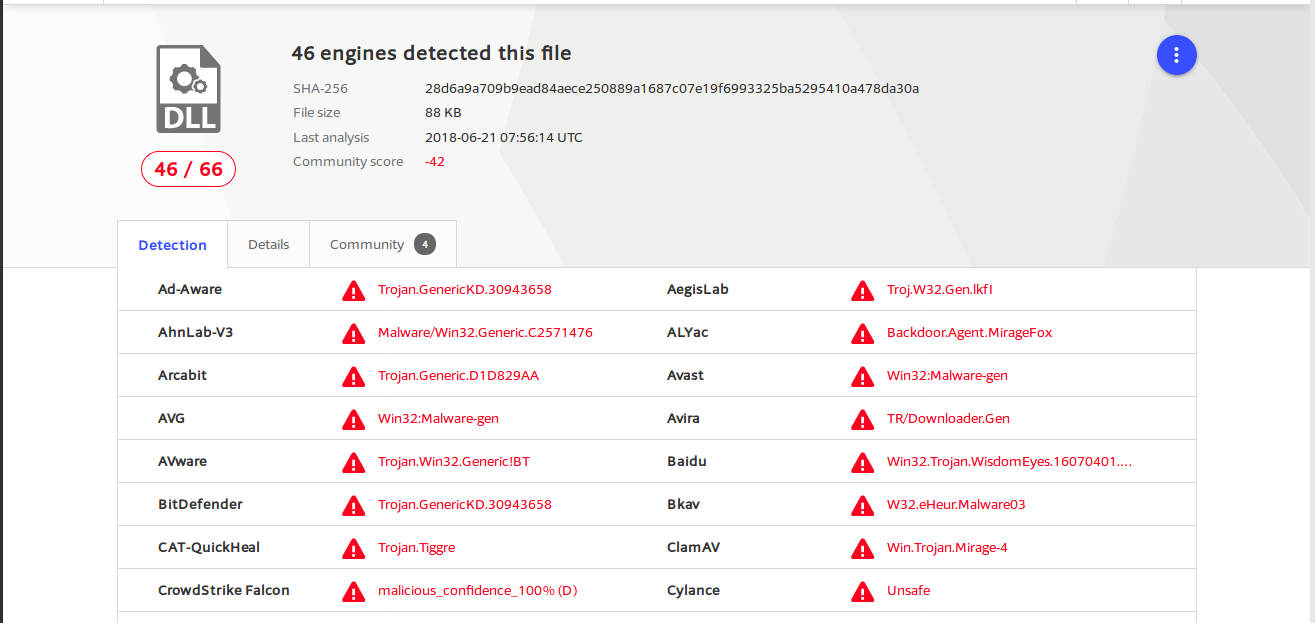 46 engines detected this file
SHA-256 28d6a9a709b9ead84aece250889a1687c07e19f6993325ba5295410a478da30a
File size 88 KB
Last analysis 2018-06-21 07:56:14 UTC
Community score -42
DLL
46 / 66
Detection Details Community 4
Ad-Aware Trojan.GenericKD.30943658 AegisLab Troj.W32.Gen.lkfI
AhnLab-V3 Malware/Win32.Generic.C2571476 ALYac Backdoor.Agent.MirageFox
Arcabit Trojan.Generic.D1D829AA Avast Win32:Malware-gen
AVG Win32:Malware-gen Avira TR/Downloader.Gen
AVware Trojan.Win32.Generic!BT Baidu Win32.Trojan.WisdomEyes.16070401....
BitDefender Trojan.GenericKD.30943658 Bkav W32.eHeur.Malware03
CAT-QuickHeal Trojan.Tiggre ClamAV Win.Trojan.Mirage-4
CrowdStrike Falcon malicious_confidence_100% (D) Cylance Unsafe